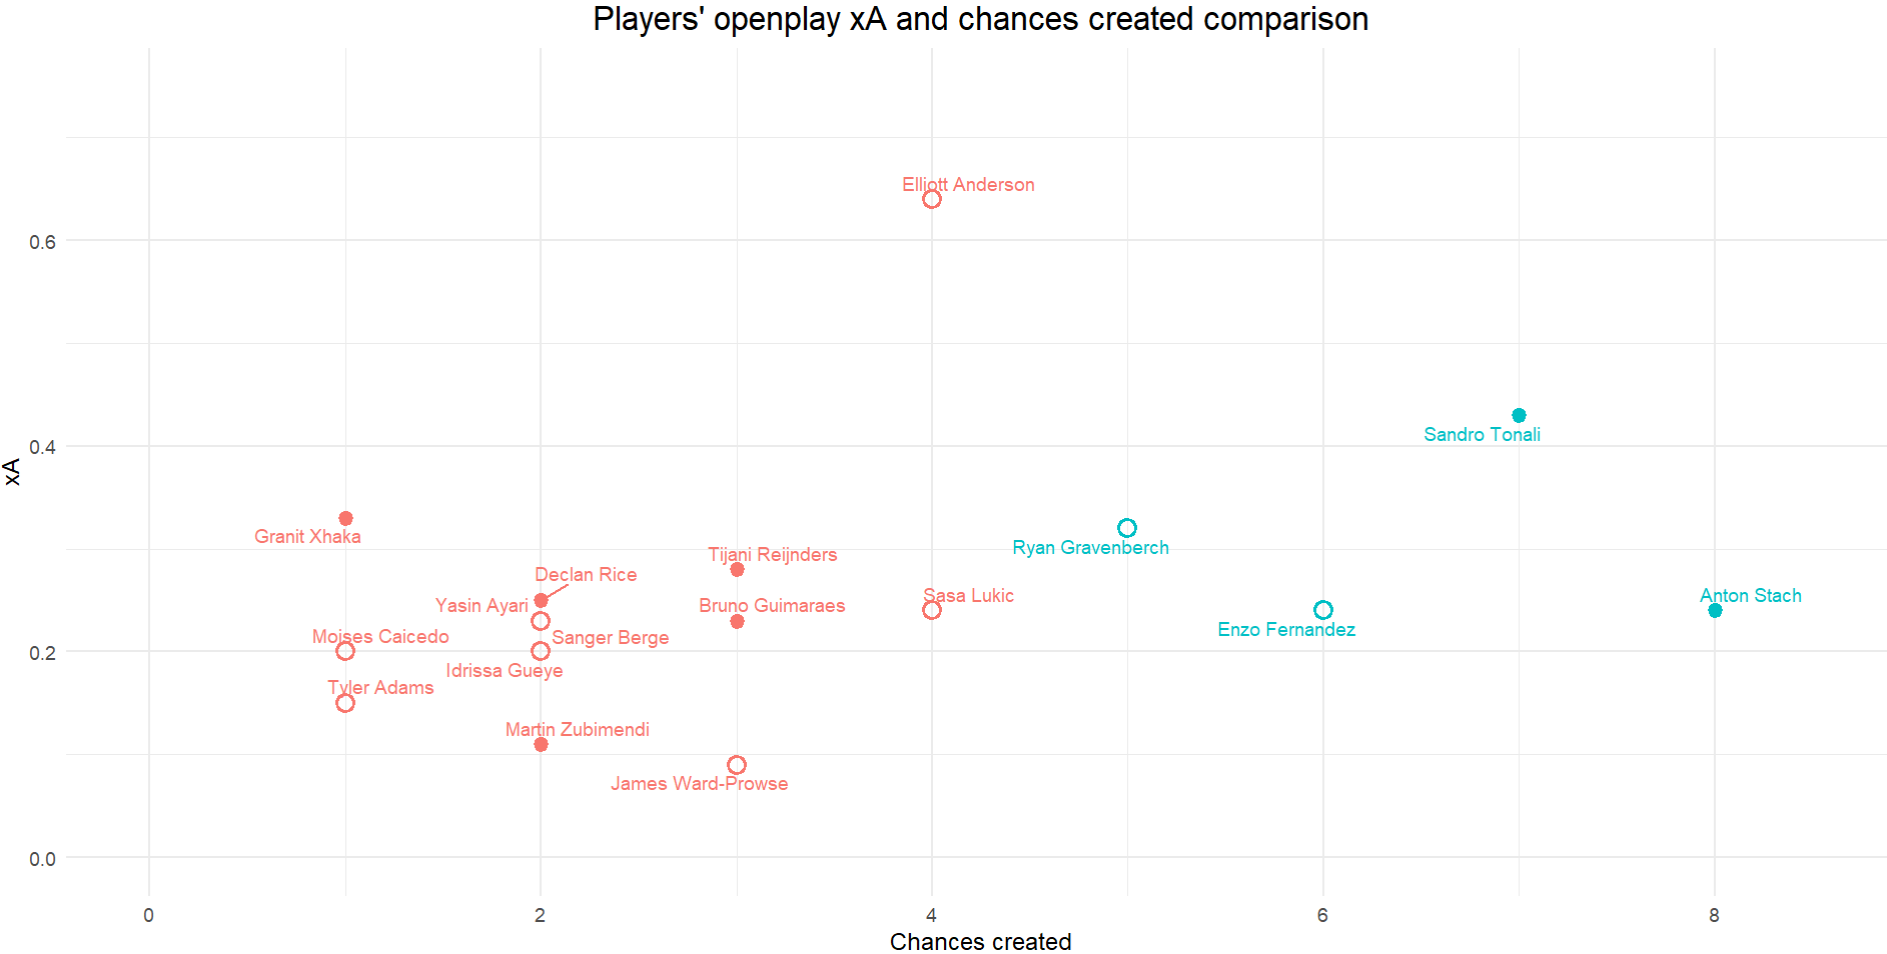 Players' openplay xA and chances created comparison
Elliott Anderson
0.6
Sandro Tonali
0.4
xA
Granit Xhaka
Ryan Gravenberch
Tijani Reijnders
Declan Rice
Sasa Lukic
Anton Stach
Yasin Ayari
Bruno Guimaraes
Enzo Fernandez
Moises Caicedo
Sanger Berge
0.2
Idrissa Gueye
Tyler Adams
Martin Zubimendi
James Ward-Prowse
0.0
0
2
4
6
8
Chances created